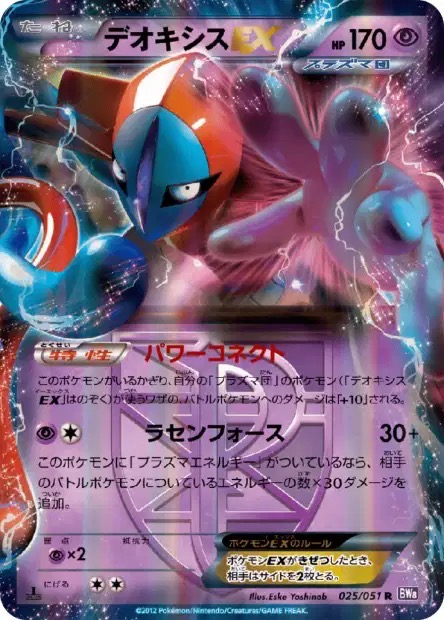 たね デオキシスEX HP170
プラズマ団
とくせい
特性 パワーコネクト
このポケモンがいるかぎり、自分の「プラズマ団」のポケモン(「デオキシス
EX」はのぞく)が使うワザの、バトルポケモンへのダメージは「+10」される。
ラセンフォース 30+
このポケモンに「プラズマエネルギー」がついているなら、相手
のバトルポケモンについているエネルギーの数×30ダメージを
追加。
弱点 抵抗力
×2
にげる
ポケモンEXのルール
ポケモンEXがきぜつしたとき、
相手はサイドを2枚とる。
Illus.Eske Yoshinob 025/051 R BW8
©2012 Pokémon/Nintendo/Creatures/GAME FREAK.